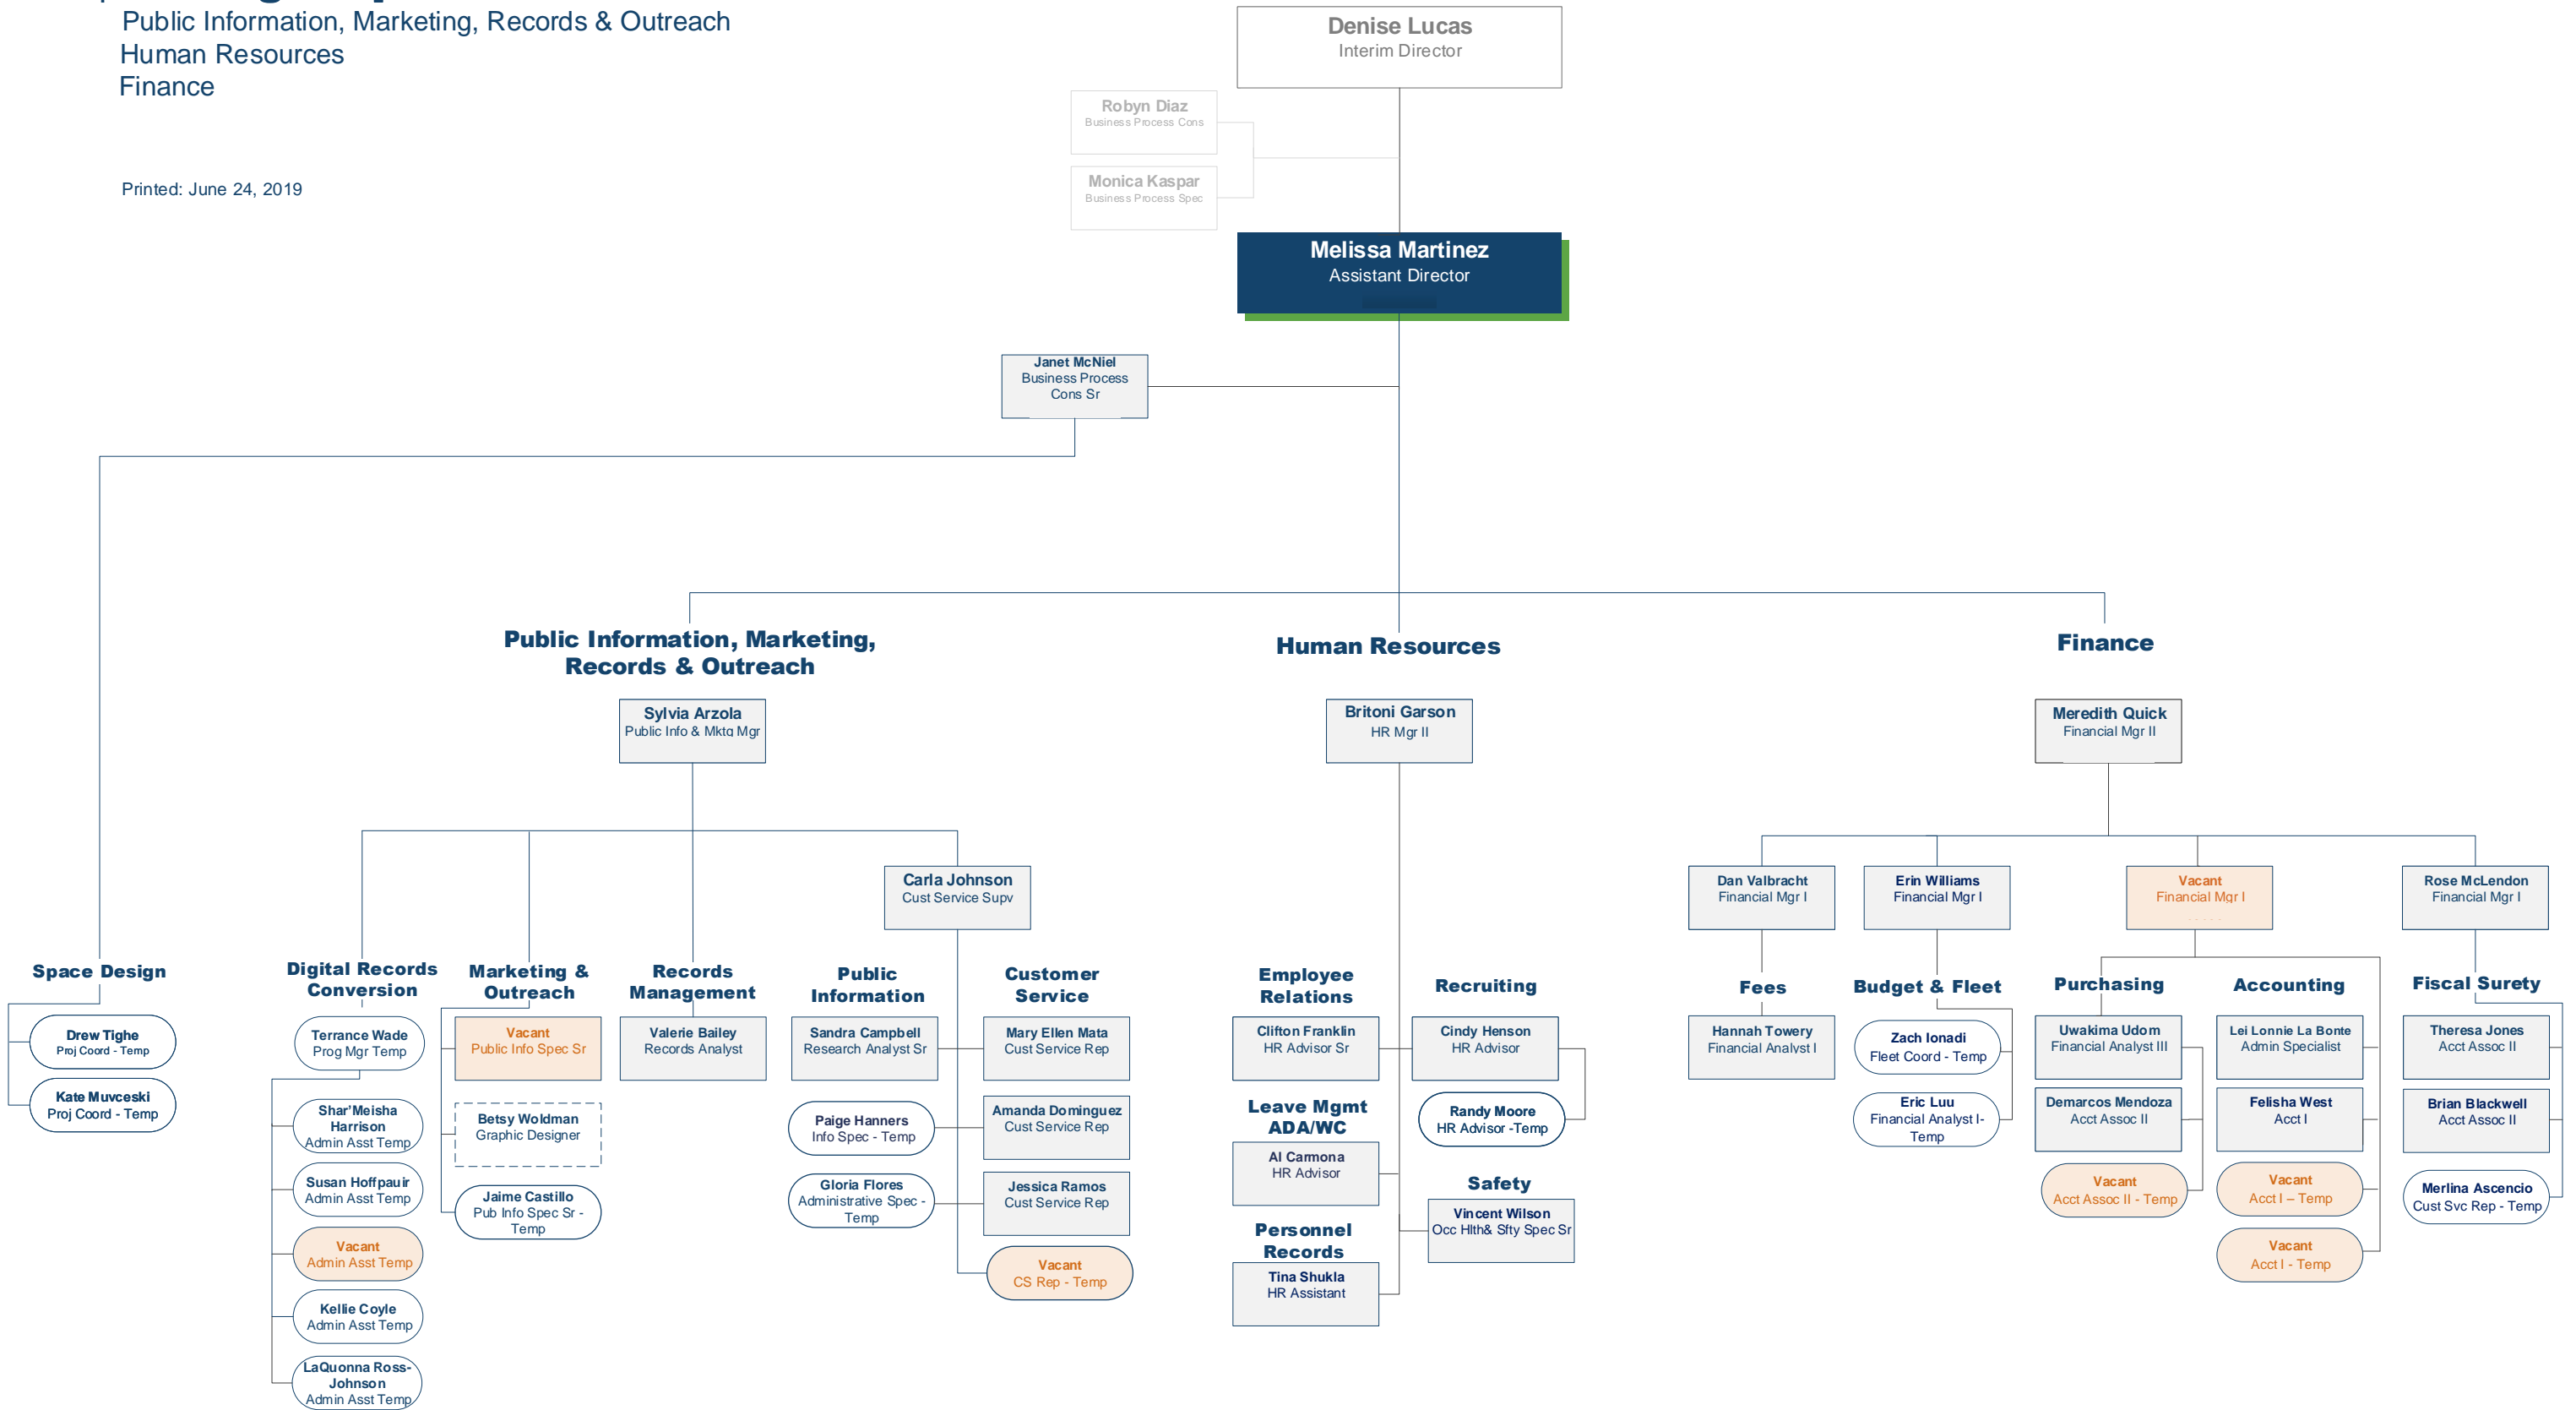 Public Information, Marketing, Records & Outreach
Human Resources
Finance
Printed: June 24, 2019
Denise Lucas
Interim Director
Robyn Diaz
Business Process Cons
Monica Kaspar
Business Process Spec
Melissa Martinez
Assistant Director
Janet McNiel
Business Process
Cons Sr
Public Information, Marketing,
Records & Outreach
Human Resources
Finance
Sylvia Arzola
Public Info & Mktg Mgr
Britoni Garson
HR Mgr II
Meredith Quick
Financial Mgr II
Carla Johnson
Cust Service Supv
Dan Valbracht
Financial Mgr I
Erin Williams
Financial Mgr I
Vacant
Financial Mgr I
Rose McLendon
Financial Mgr I
Space Design
Drew Tighe
Proj Coord - Temp
Kate Muvceski
Proj Coord - Temp
Digital Records
Conversion
Terrance Wade
Prog Mgr Temp
Shar'Meisha
Harrison
Admin Asst Temp
Susan Hoffpauir
Admin Asst Temp
Vacant
Admin Asst Temp
Kellie Coyle
Admin Asst Temp
LaQuonna Ross-
Johnson
Admin Asst Temp
Marketing &
Outreach
Vacant
Public Info Spec Sr
Betsy Woldman
Graphic Designer
Jaime Castillo
Pub Info Spec Sr -
Temp
Records
Management
Valerie Bailey
Records Analyst
Public
Information
Sandra Campbell
Research Analyst Sr
Paige Hanners
Info Spec - Temp
Gloria Flores
Administrative Spec -
Temp
Customer
Service
Mary Ellen Mata
Cust Service Rep
Amanda Dominguez
Cust Service Rep
Jessica Ramos
Cust Service Rep
Vacant
CS Rep - Temp
Employee
Relations
Clifton Franklin
HR Advisor Sr
Leave Mgmt
ADA/WC
Al Carmona
HR Advisor
Personnel
Records
Tina Shukla
HR Assistant
Recruiting
Cindy Henson
HR Advisor
Randy Moore
HR Advisor -Temp
Safety
Vincent Wilson
Occ Hlth& Sfty Spec Sr
Fees
Hannah Towery
Financial Analyst I
Budget & Fleet
Zach Ionadi
Fleet Coord - Temp
Eric Luu
Financial Analyst I-
Temp
Purchasing
Uwakima Udom
Financial Analyst III
Demarcos Mendoza
Acct Assoc II
Vacant
Acct Assoc II - Temp
Accounting
Lei Lonnie La Bonte
Admin Specialist
Felisha West
Acct I
Vacant
Acct I – Temp
Vacant
Acct I - Temp
Fiscal Surety
Theresa Jones
Acct Assoc II
Brian Blackwell
Acct Assoc II
Merlina Ascencio
Cust Svc Rep - Temp